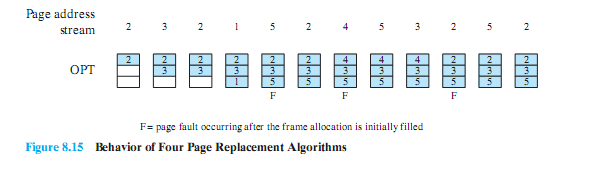 Page address
stream 2 3 2 1 5 2 4 5 3 2 5 2
OPT 2 2 2 2 2 2 4 4 4 2 2 2
3 3 3 3 3 3 3 3 3 3 3
1 5 5 5 5 5 5 5 5
F F F
F= page fault occurring after the frame allocation is initially filled
Figure 8.15 Behavior of Four Page Replacement Algorithms